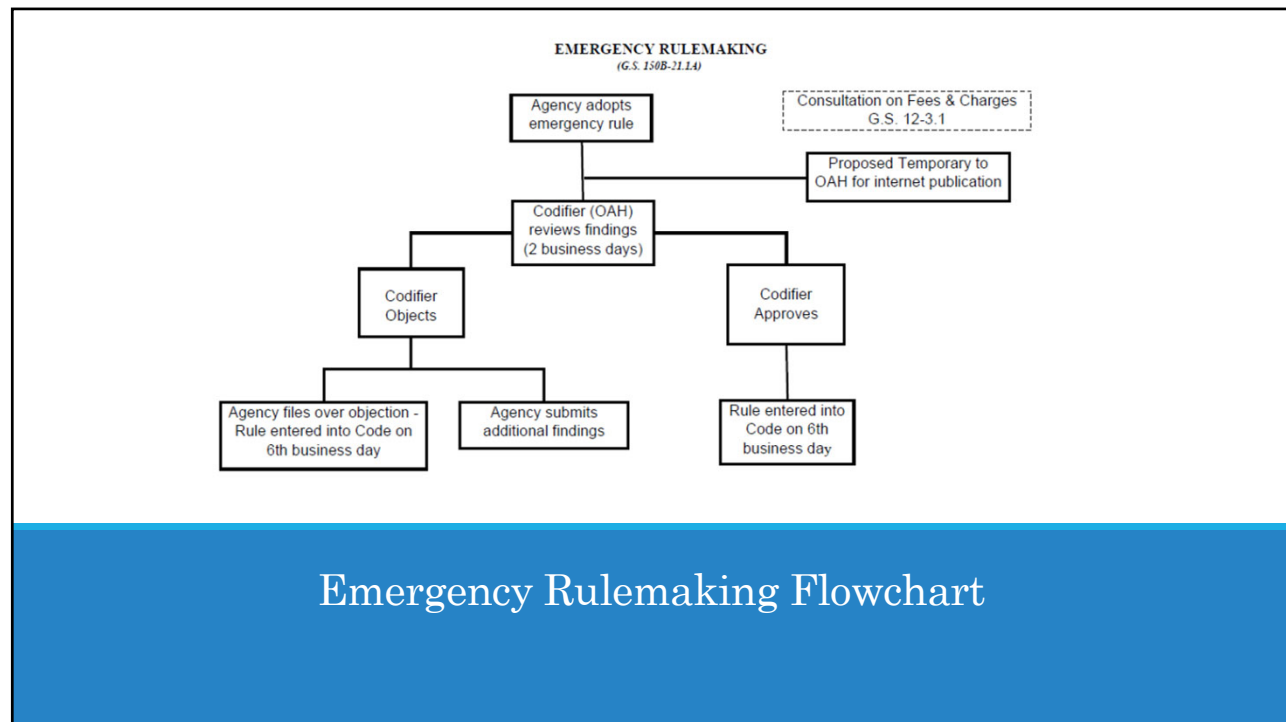 EMERGENCY RULEMAKING
(G.S. 150B-21.1A)
Agency adopts
emergency rule
Consultation on Fees & Charges
G.S. 12-3.1
Proposed Temporary to
OAH for internet publication
Codifier (OAH)
reviews findings
(2 business days)
Codifier
Objects
Codifier
Approves
Agency files over objection -
Rule entered into Code on
6th business day
Agency submits
additional findings
Rule entered into
Code on 6th
business day
Emergency Rulemaking Flowchart